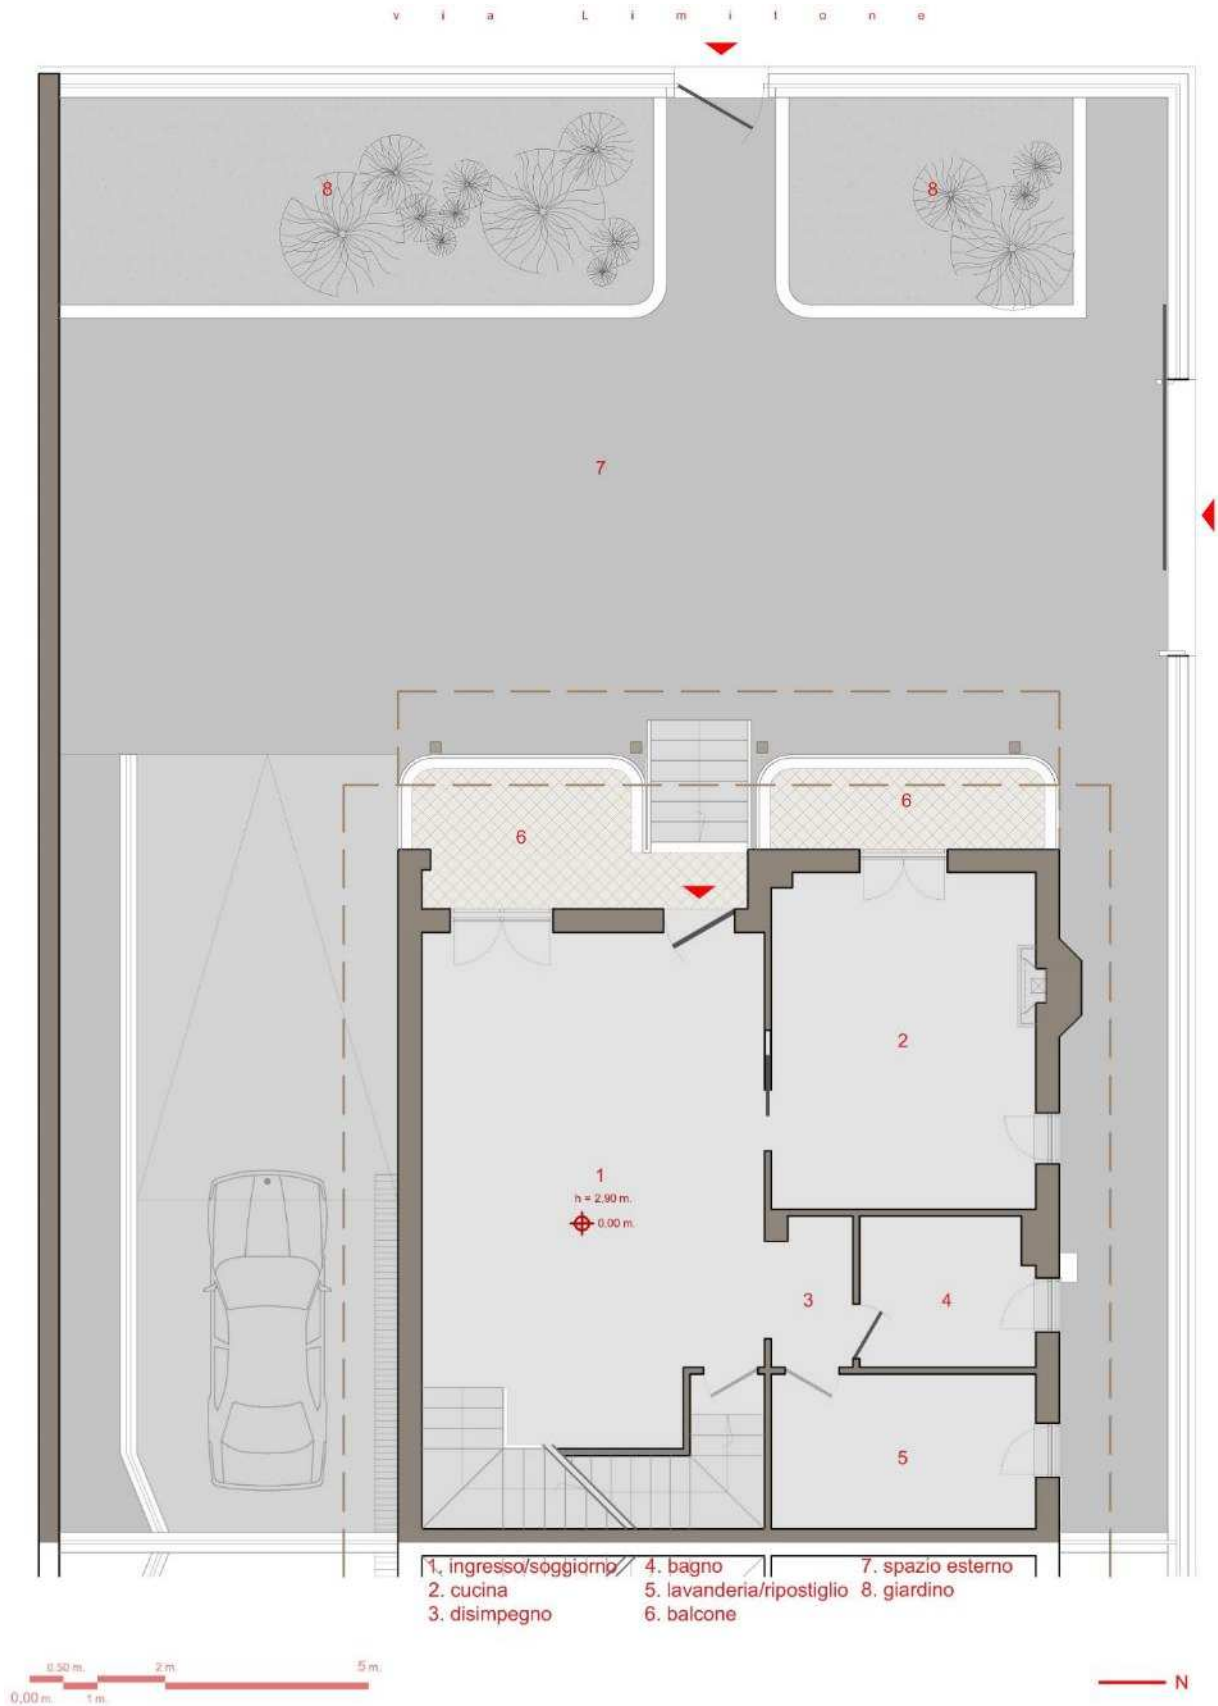 via Limitone
8
8
7
6
6
2
1
h = 2,90 m.
0.00 m.
3
4
5
1. ingresso/soggiorno
2. cucina
3. disimpegno
4. bagno
5. lavanderia/ripostiglio
6. balcone
7. spazio esterno
8. giardino
0.50 m.
2 m.
5 m.
0,00 m.
1 m.
N